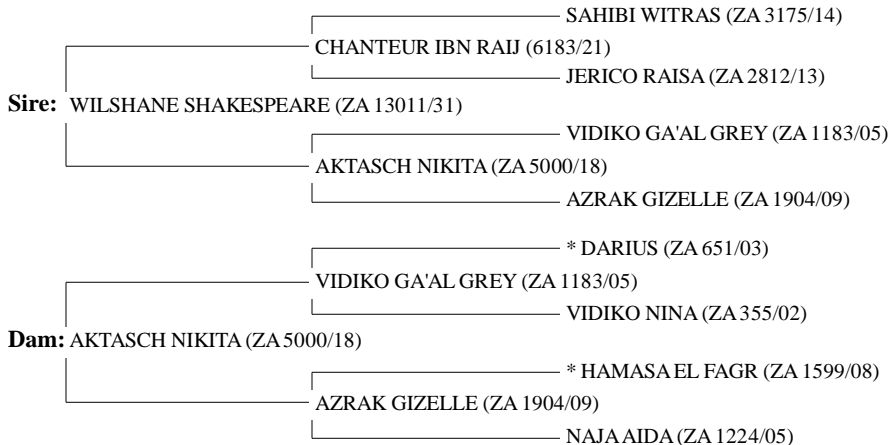 SAHIBI WITRAS (ZA 3175/14)
CHANTEUR IBN RAIJ (6183/21)
JERICO RAISA (ZA 2812/13)
Sire: WILSHANE SHAKESPEARE (ZA 13011/31)
VIDIKO GA'AL GREY (ZA 1183/05)
AKTASCH NIKITA (ZA 5000/18)
AZRAK GIZELLE (ZA 1904/09)
* DARIUS (ZA 651/03)
VIDIKO GA'AL GREY (ZA 1183/05)
VIDIKO NINA (ZA 355/02)
Dam: AKTASCH NIKITA (ZA 5000/18)
* HAMASA EL FAGR (ZA 1599/08)
AZRAK GIZELLE (ZA 1904/09)
NAJA AIDA (ZA 1224/05)